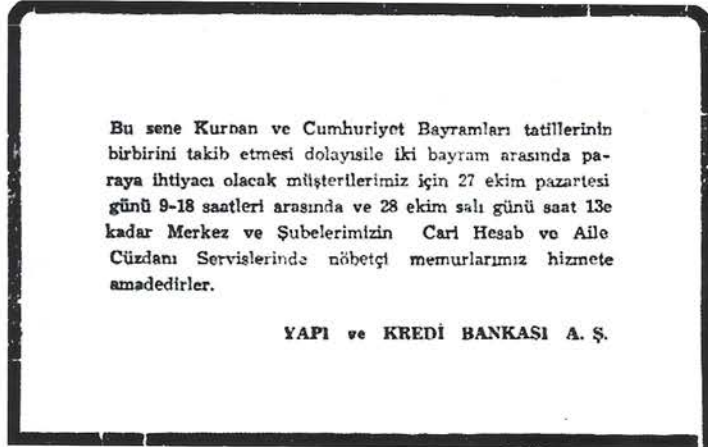 Bu sene Kurban ve Cumhuriyet Bayramları tatillerinin
birbirini takib etmesi dolayısile iki bayram arasında pa-
raya ihtiyacı olacak müşterilerimiz için 27 ekim pazartesi
günü 9-18 saatleri arasında ve 28 ekim salı günü saat 13e
kadar Merkez ve Şubelerimizin Cari Hesab ve Aile
Cüzdanı Servislerinde nöbetçi memurlarımız hizmete
amadedirler.
YAPI ve KREDİ BANKASI A. Ş.